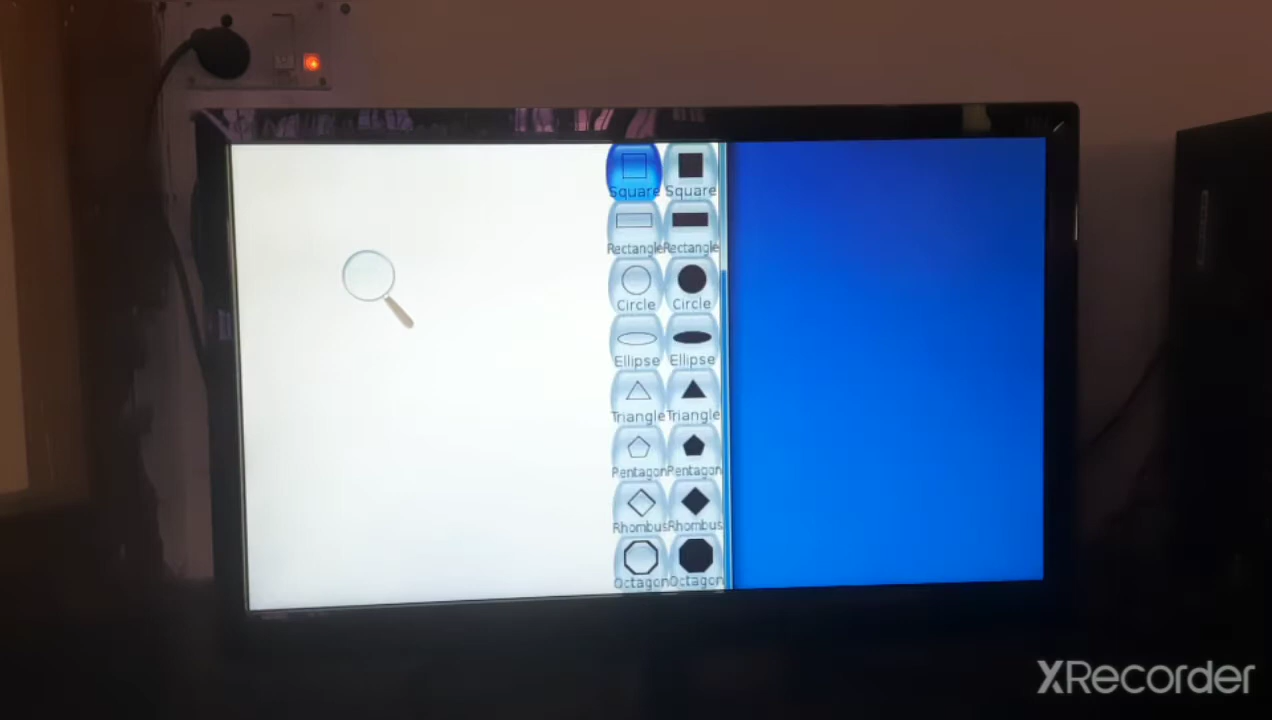 Square Square
Rectangle Rectangle
Circle Circle
Ellipse Ellipse
Triangle Triangle
Pentagon Pentagon
Rhombus Rhombus
Octagon Octagon
XRecorder